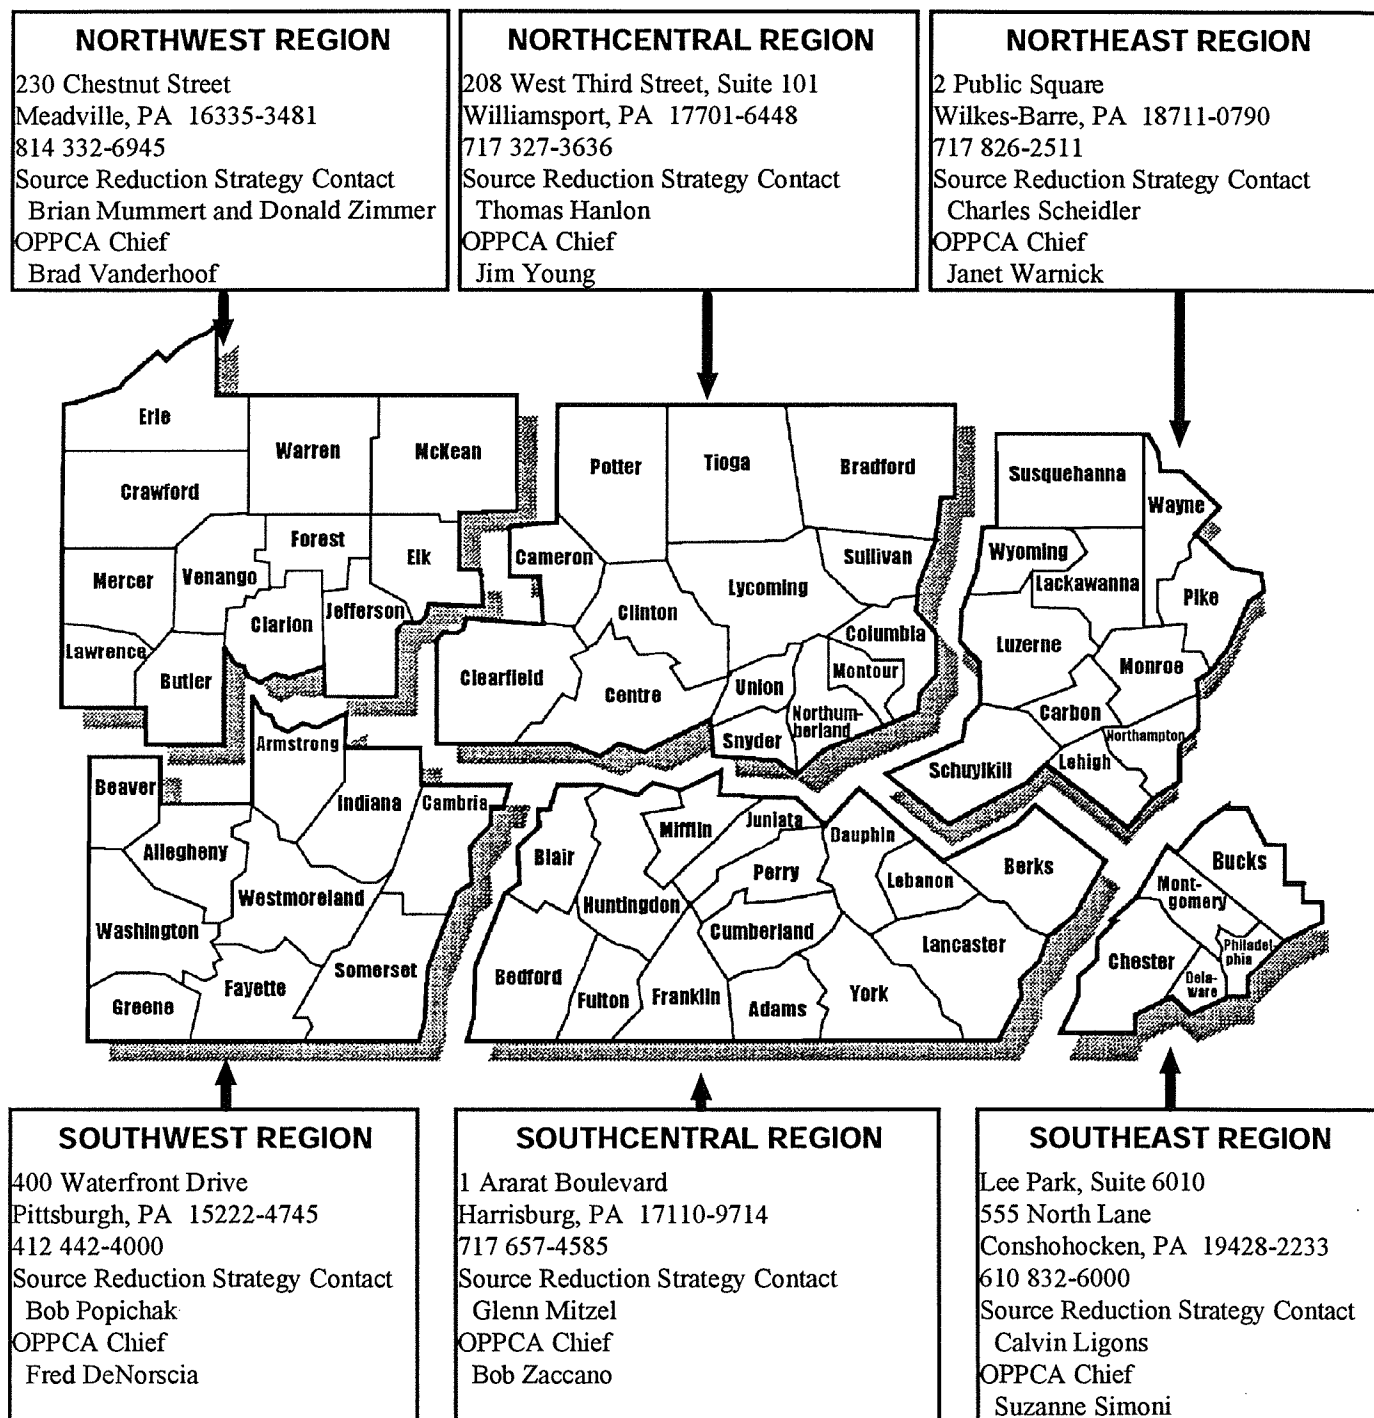 NORTHWEST REGION
230 Chestnut Street
Meadville, PA  16335-3481
814 332-6945
Source Reduction Strategy Contact
Brian Mummert and Donald Zimmer
OPPCA Chief
Brad Vanderhoof
NORTHCENTRAL REGION
208 West Third Street, Suite 101
Williamsport, PA  17701-6448
717 327-3636
Source Reduction Strategy Contact
Thomas Hanlon
OPPCA Chief
Jim Young
NORTHEAST REGION
2 Public Square
Wilkes-Barre, PA  18711-0790
717 826-2511
Source Reduction Strategy Contact
Charles Scheidler
OPPCA Chief
Janet Warnick
Erie
Warren
McKean
Crawford
Forest
Elk
Mercer
Venango
Jefferson
Clarion
Lawrence
Butler
Potter
Tioga
Bradford
Cameron
Sullivan
Lycoming
Clinton
Columbia
Clearfield
Centre
Union
Montour
Northum-
berland
Snyder
Susquehanna
Wayne
Wyoming
Lackawanna
Pike
Luzerne
Monroe
Carbon
Northampton
Lehigh
Schuylkill
Armstrong
Beaver
Indiana
Cambria
Allegheny
Westmoreland
Washington
Somerset
Fayette
Greene
Juniata
Mifflin
Dauphin
Blair
Perry
Lebanon
Berks
Huntingdon
Cumberland
Lancaster
Bedford
Fulton
Franklin
Adams
York
Bucks
Mont-
gomery
Philadel-
phia
Chester
Dela-
ware
SOUTHWEST REGION
400 Waterfront Drive
Pittsburgh, PA  15222-4745
412 442-4000
Source Reduction Strategy Contact
Bob Popichak
OPPCA Chief
Fred DeNorscia
SOUTHCENTRAL REGION
1 Ararat Boulevard
Harrisburg, PA  17110-9714
717 657-4585
Source Reduction Strategy Contact
Glenn Mitzel
OPPCA Chief
Bob Zaccano
SOUTHEAST REGION
Lee Park, Suite 6010
555 North Lane
Conshohocken, PA  19428-2233
610 832-6000
Source Reduction Strategy Contact
Calvin Ligons
OPPCA Chief
Suzanne Simoni